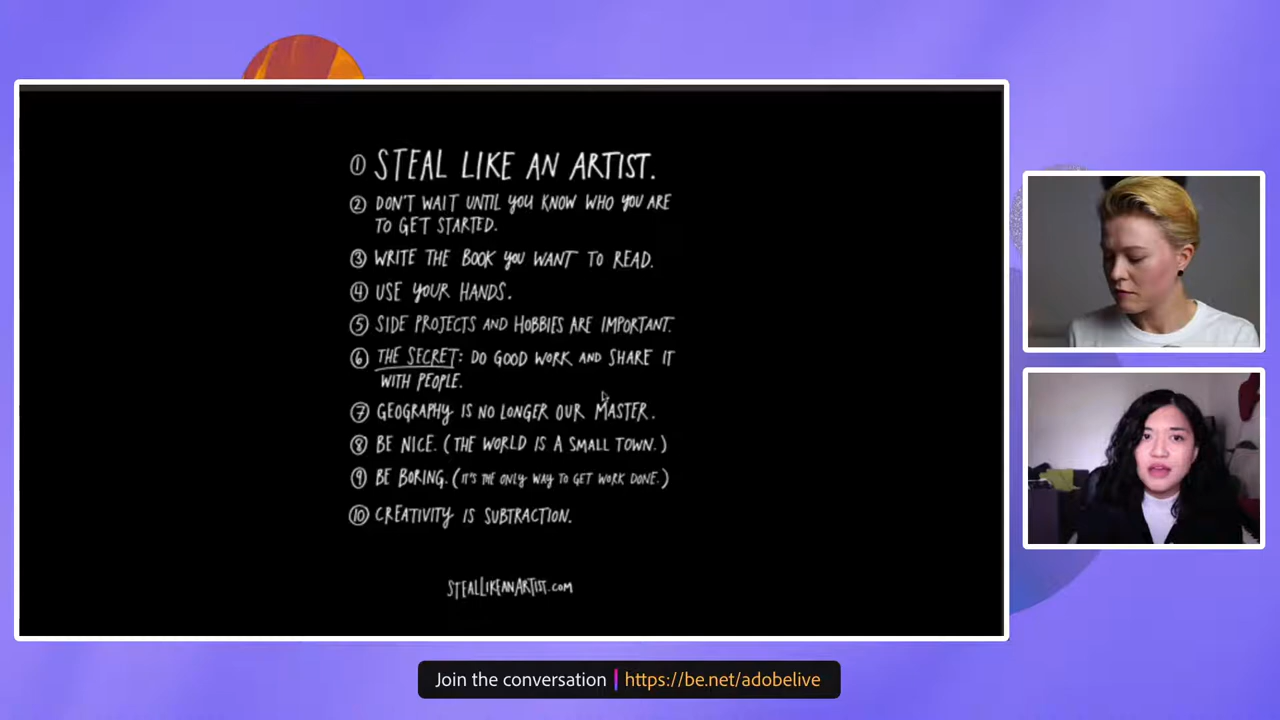 ① STEAL LIKE AN ARTIST.
② DON'T WAIT UNTIL YOU KNOW WHO YOU ARE
TO GET STARTED.
③ WRITE THE BOOK YOU WANT TO READ.
④ USE YOUR HANDS.
⑤ SIDE PROJECTS AND HOBBIES ARE IMPORTANT.
⑥ THE SECRET: DO GOOD WORK AND SHARE IT
WITH PEOPLE.
⑦ GEOGRAPHY IS NO LONGER OUR MASTER.
⑧ BE NICE. (THE WORLD IS A SMALL TOWN.)
⑨ BE BORING. (IT'S THE ONLY WAY TO GET WORK DONE.)
⑩ CREATIVITY IS SUBTRACTION.
STEALLIKEANARTIST.COM
Join the conversation | https://be.net/adobelive